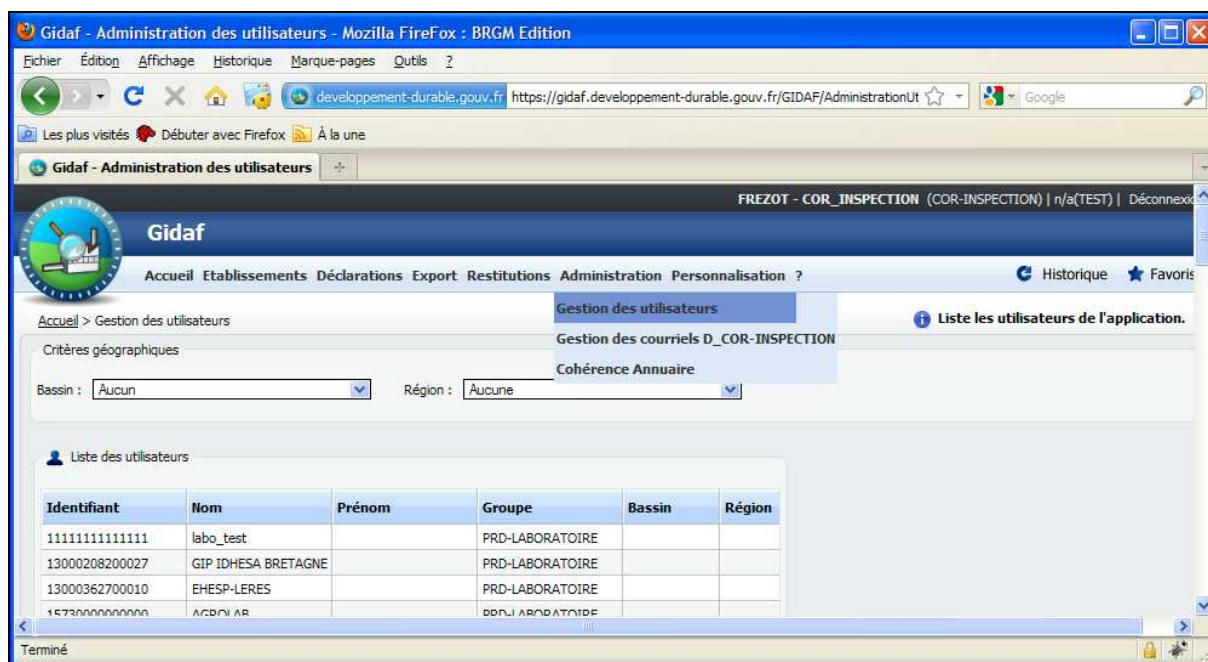 Gidaf - Administration des utilisateurs - Mozilla FireFox : BRGM Edition
Fichier Édition Affichage Historique Marque-pages Outils ?
developpement-durable.gouv.fr https://gidaf.developpement-durable.gouv.fr/GIDAF/AdministrationUt Google
Les plus visités Débuter avec Firefox À la une
Gidaf - Administration des utilisateurs
FREZOT - COR_INSPECTION (COR-INSPECTION) | n/a(TEST) | Déconnexio
Gidaf
Accueil Etablissements Déclarations Export Restitutions Administration Personnalisation ? Historique Favoris
Gestion des utilisateurs
Gestion des courriels D_COR-INSPECTION
Cohérence Annuaire
Accueil > Gestion des utilisateurs Liste les utilisateurs de l'application.
Critères géographiques
Bassin : Aucun Région : Aucune
Liste des utilisateurs
Identifiant Nom Prénom Groupe Bassin Région
11111111111111 labo_test PRD-LABORATOIRE
13000208200027 GIP IDHESA BRETAGNE PRD-LABORATOIRE
13000362700010 EHESP-LERES PRD-LABORATOIRE
15730000000000 AGROLAB PRD-LABORATOIRE
Terminé